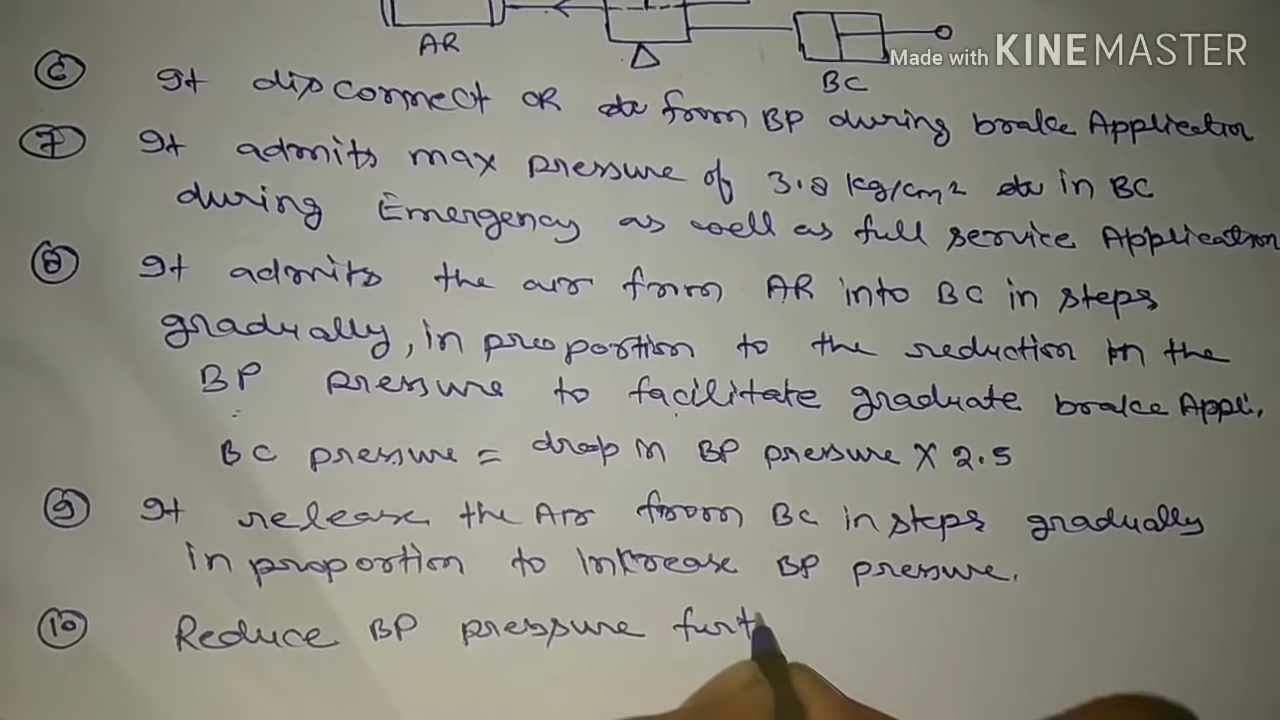 AR
BC
Made with KINEMASTER
6 It disconnect CR from BP during brake Application
7 It admits max pressure of 3.8 kg/cm2 in BC
during Emergency as well as full service Application
8 It admits the air from AR into BC in steps
gradually, in proportion to the reduction in the
BP pressure to facilitate graduate brake Appli.
BC pressure = drop in BP pressure X 2.5
9 It release the Air from BC in steps gradually
in proportion to increase BP pressure.
10 Reduce BP pressure furt